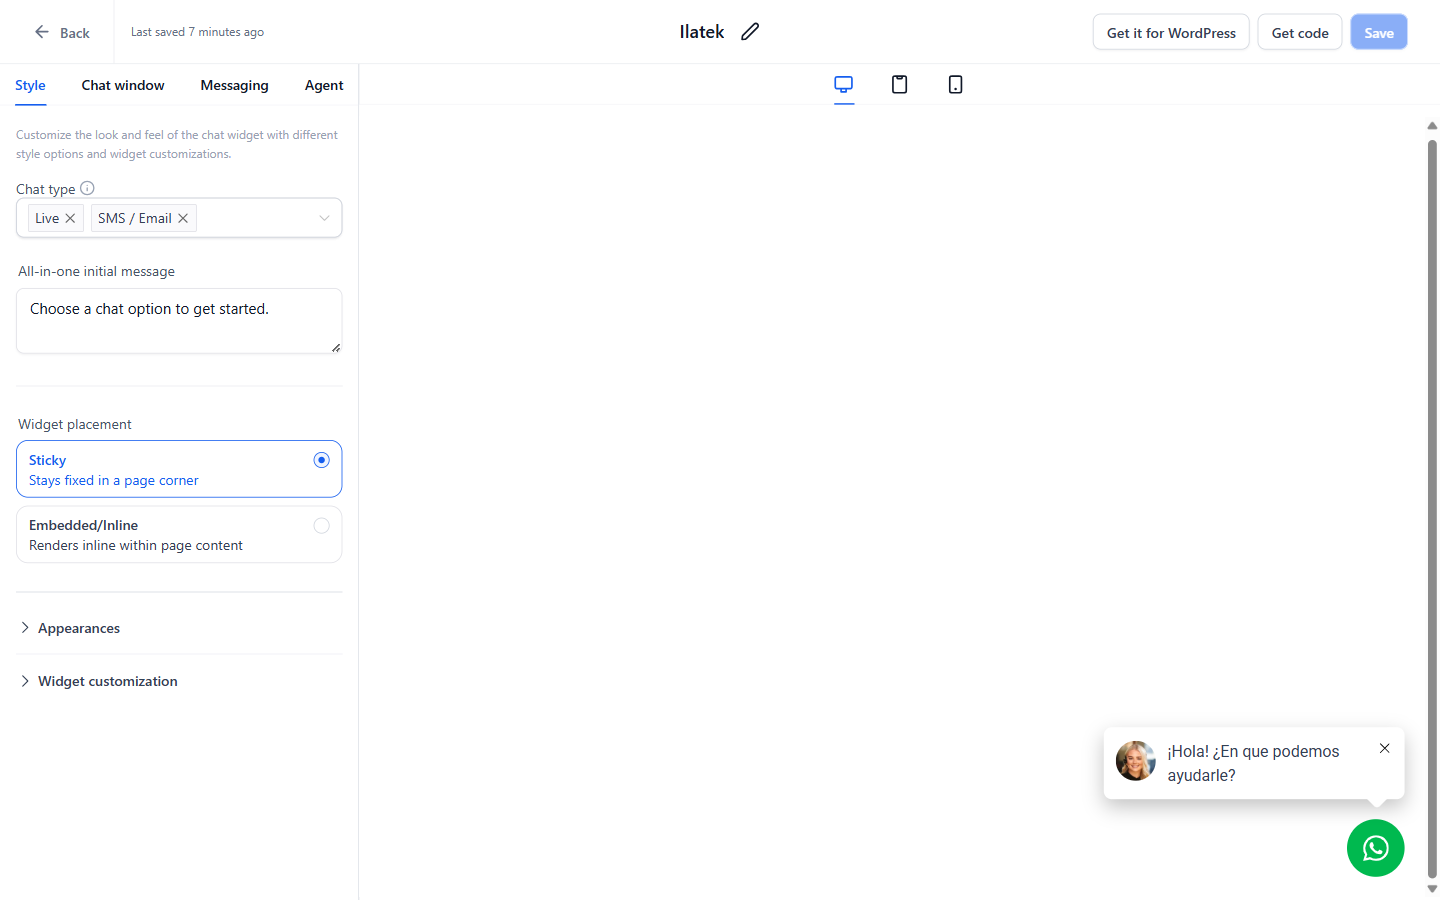 Back
Last saved 7 minutes ago
Ilatek
Get it for WordPress
Get code
Save
Style
Chat window
Messaging
Agent
Customize the look and feel of the chat widget with different
style options and widget customizations.
Chat type
Live
SMS / Email
All-in-one initial message
Choose a chat option to get started.
Widget placement
Sticky
Stays fixed in a page corner
Embedded/Inline
Renders inline within page content
Appearances
Widget customization
¡Hola! ¿En que podemos
ayudarle?